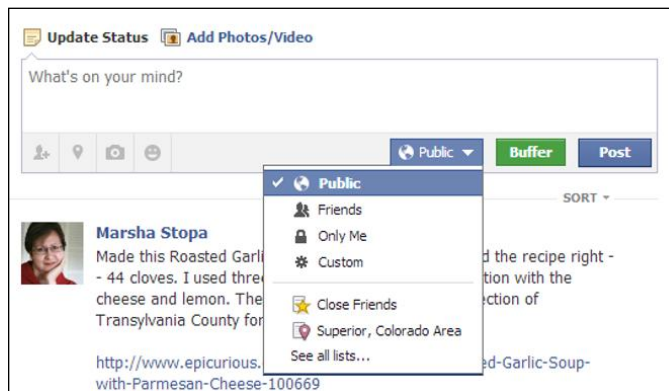 Update Status Add Photos/Video
What's on your mind?
Public Buffer Post
Public
Friends
Only Me
Custom
Close Friends
Superior, Colorado Area
See all lists...
SORT
Marsha Stopa
Made this Roasted Garli d the recipe right -
- 44 cloves. I used three tion with the
cheese and lemon. The ection of
Transylvania County for
http://www.epicurious. ed-Garlic-Soup-
with-Parmesan-Cheese-100669